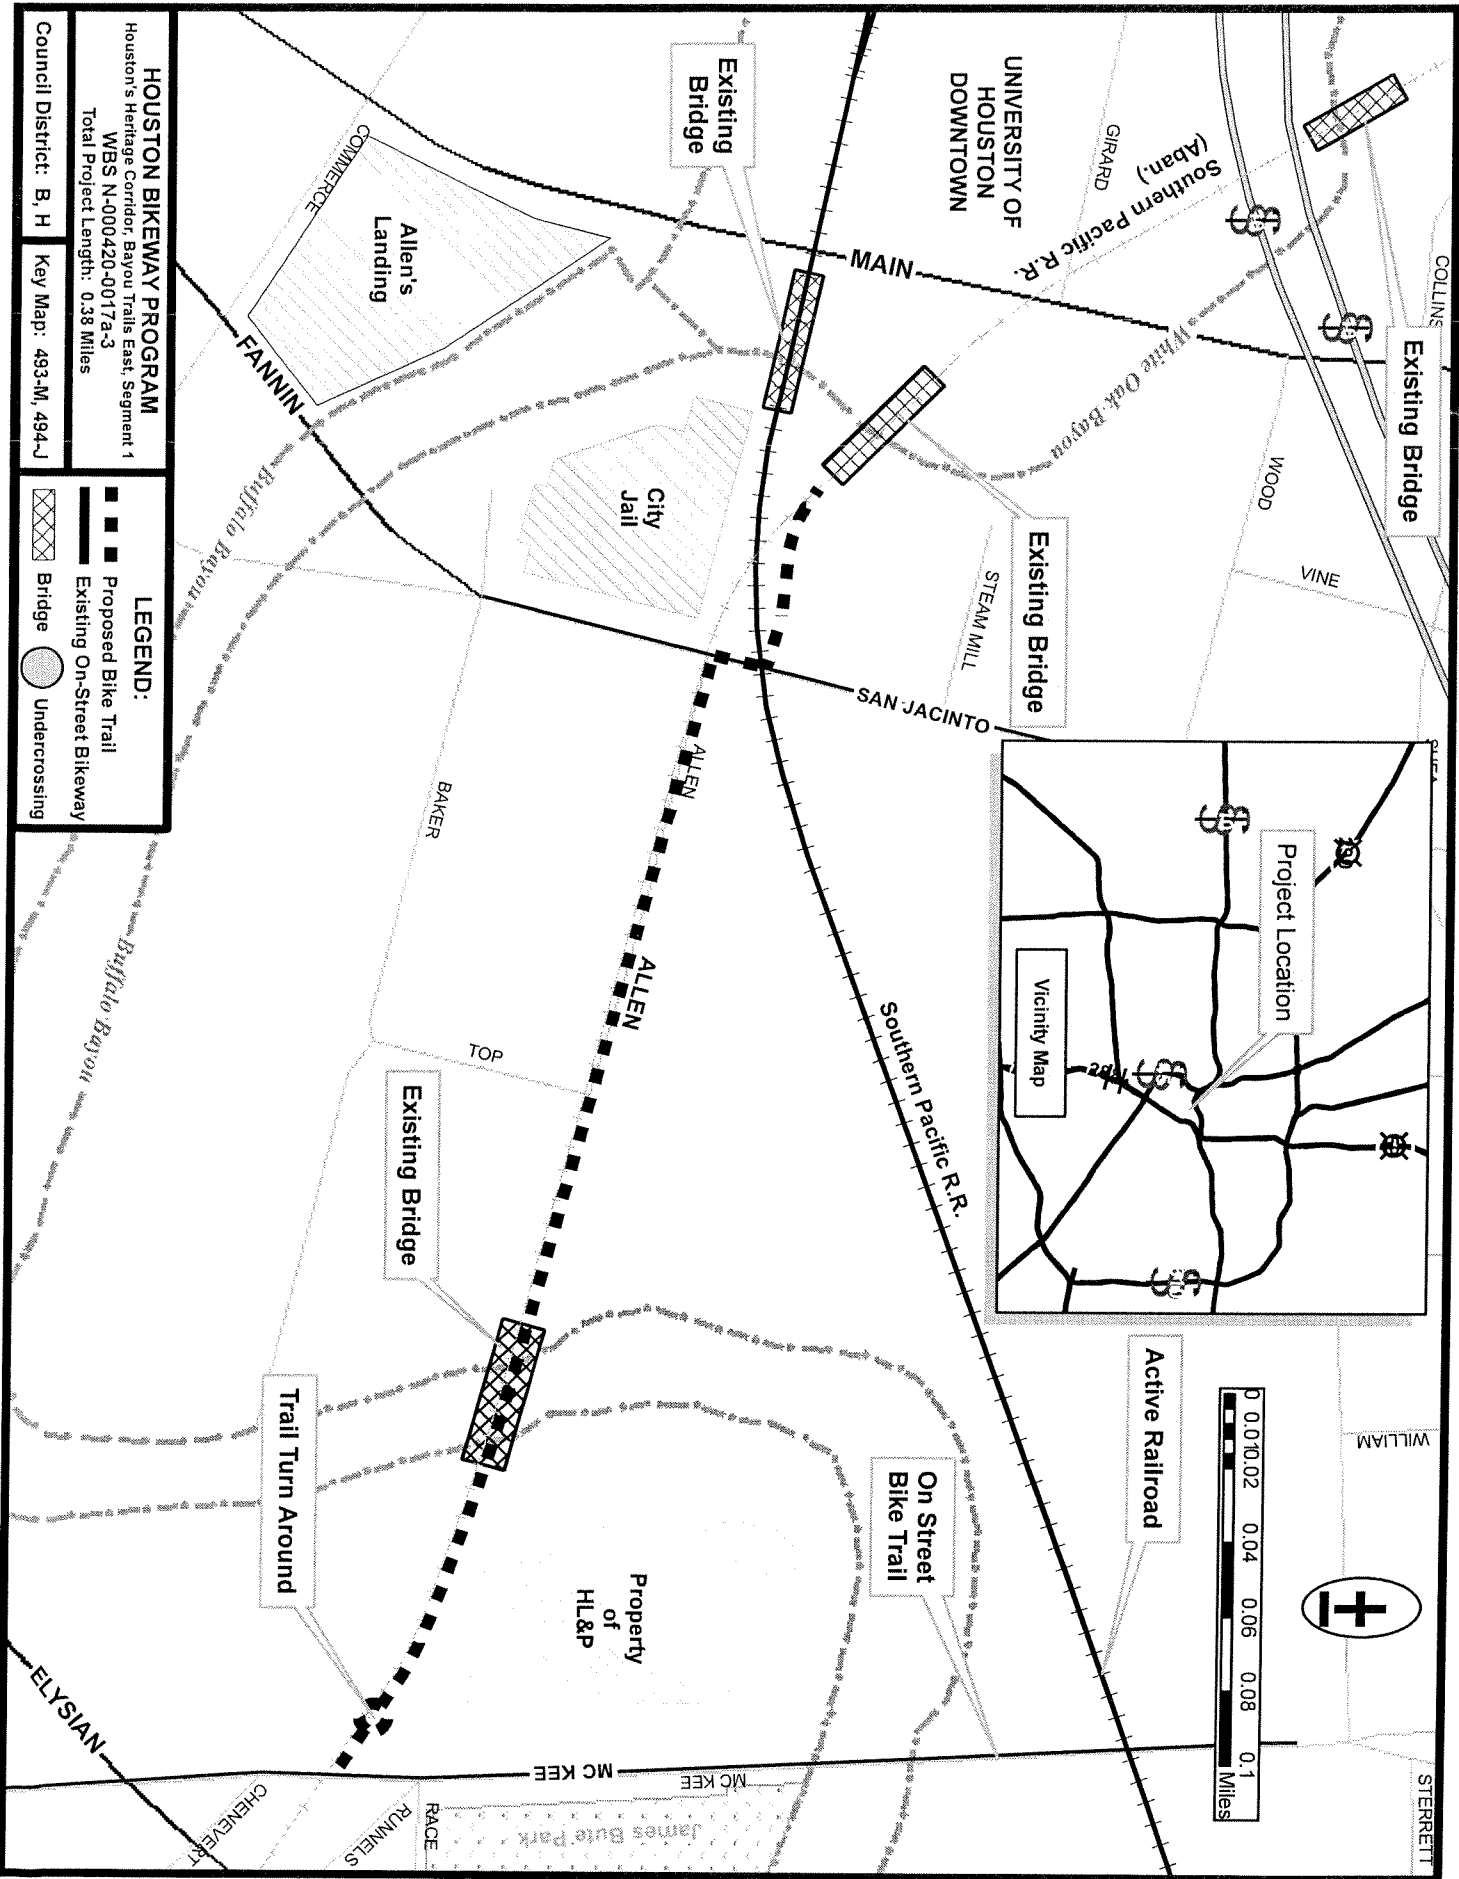 COLLINS
Existing Bridge
GIRARD
Southern Pacific R.R.
(Aban.)
UNIVERSITY OF
HOUSTON
DOWNTOWN
Existing
Bridge
MAIN
White Oak Bayou
WOOD
VINE
Existing Bridge
STEAM MILL
SAN JACINTO
COMMERCE
Allen's
Landing
FANNIN
City
Jail
Buffalo Bayou
ALLEN
ALLEN
BAKER
TOP
Southern Pacific R.R.
Buffalo Bayou
Existing Bridge
Project Location
Vicinity Map
Active Railroad
On Street
Bike Trail
Trail Turn Around
Property
of
HL&P
WILLIAM
STERRETT
0 0.010.02 0.04 0.06 0.08 0.1
Miles
MC KEE
MC KEE
James Bute Park
RACE
RUNNELS
CHENEVERT
ELYSIAN
HOUSTON BIKEWAY PROGRAM
Houston's Heritage Corridor, Bayou Trails East, Segment 1
WBS N-000420-0017a-3
Total Project Length: 0.38 Miles
Council District: B, H
Key Map: 493-M, 494-J
LEGEND:
Proposed Bike Trail
Existing On-Street Bikeway
Bridge
Undercrossing